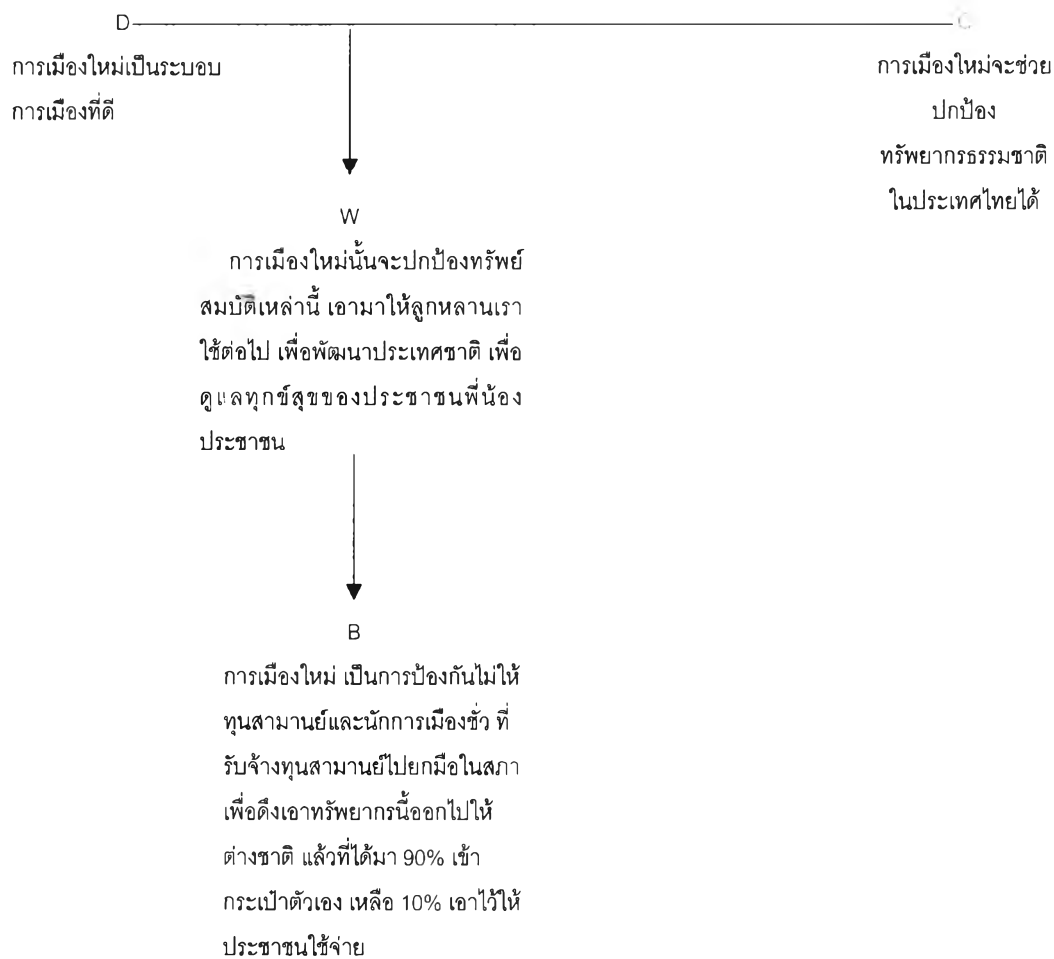 D
C
การเมืองใหม่เป็นระบอบ
การเมืองที่ดี
การเมืองใหม่จะช่วย
ปกป้อง
ทรัพยากรธรรมชาติ
ในประเทศไทยได้
W
การเมืองใหม่นั้นจะปกป้องทรัพย์
สมบัติเหล่านี้ เอามาให้ลูกหลานเรา
ใช้ต่อไป เพื่อพัฒนาประเทศชาติ เพื่อ
ดูแลทุกข์สุขของประชาชนพี่น้อง
ประชาชน
B
การเมืองใหม่ เป็นการป้องกันไม่ให้
ทุนสามานย์และนักการเมืองชั่ว ที่
รับจ้างทุนสามานย์ไปยกมือในสภา
เพื่อดึงเอาทรัพยากรนี้ออกไปให้
ต่างชาติ แล้วที่ได้มา 90% เข้า
กระเป๋าตัวเอง เหลือ 10% เอาไว้ให้
ประชาชนใช้จ่าย